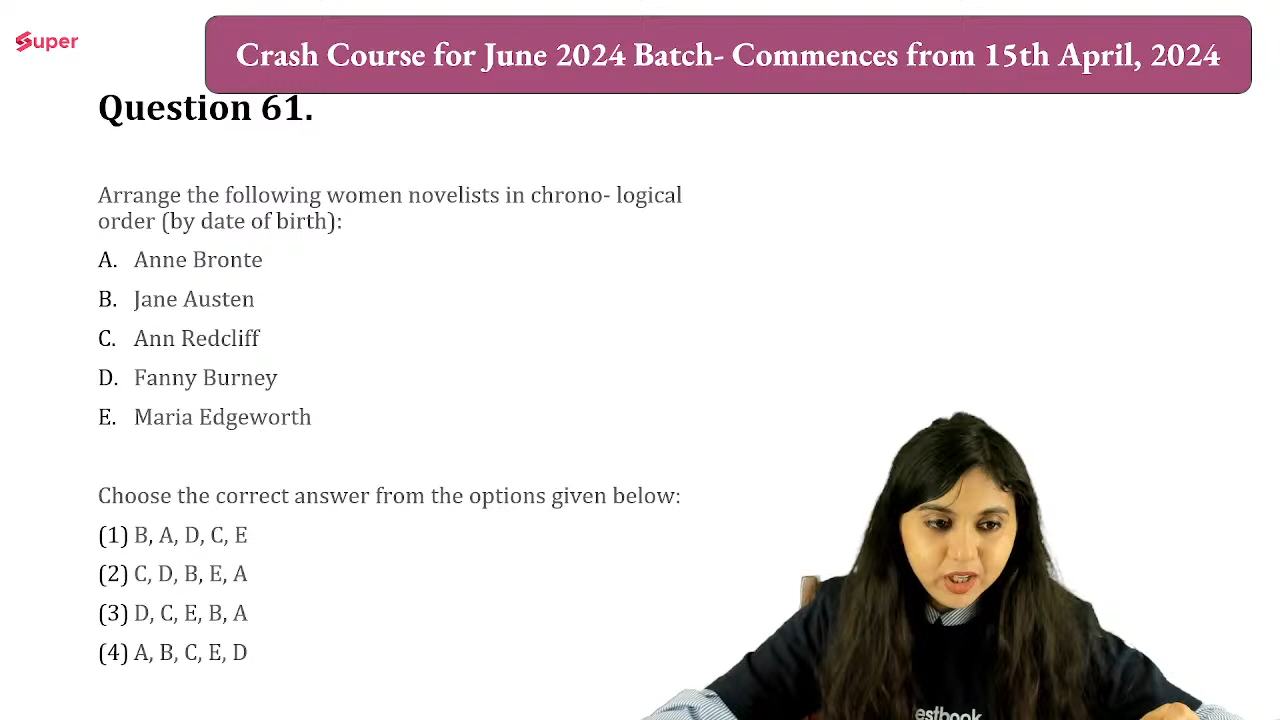 Super
Crash Course for June 2024 Batch- Commences from 15th April, 2024
Question 61.
Arrange the following women novelists in chrono- logical
order (by date of birth):
A. Anne Bronte
B. Jane Austen
C. Ann Redcliff
D. Fanny Burney
E. Maria Edgeworth
Choose the correct answer from the options given below:
(1) B, A, D, C, E
(2) C, D, B, E, A
(3) D, C, E, B, A
(4) A, B, C, E, D
estbook